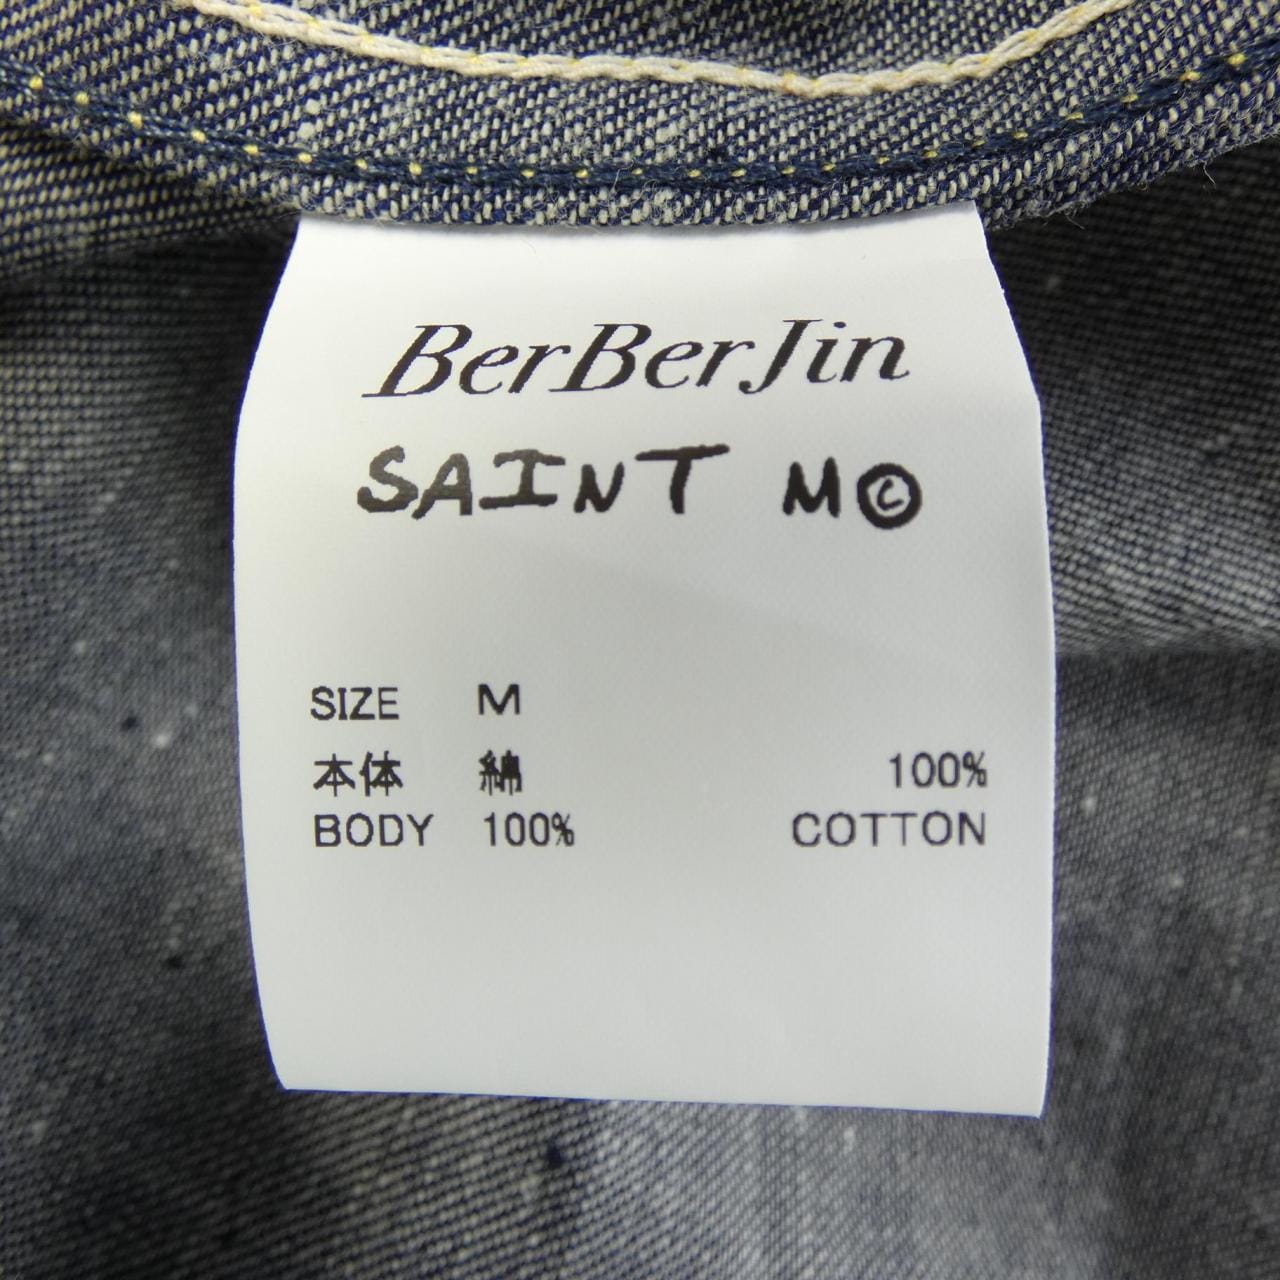 BerBerJin
SAINT M©
SIZE M
本体 綿 100%
BODY 100% COTTON